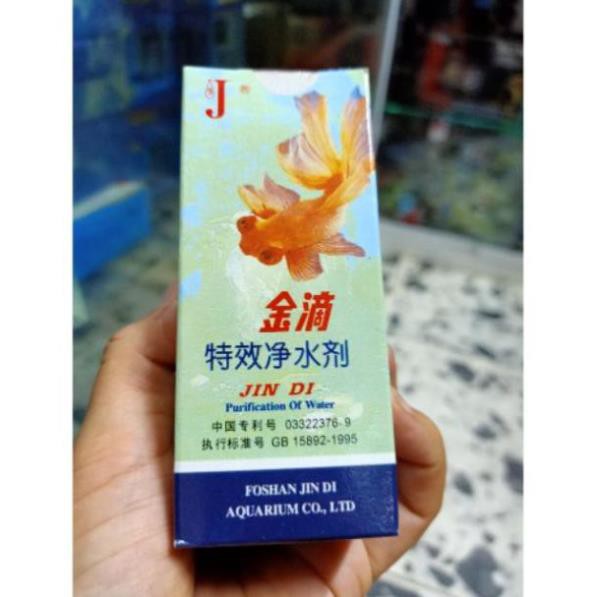 J
金滴
特效净水剂
JIN DI
Purification Of Water
中国专利号 03322376-9
执行标准号 GB 15892-1995
FOSHAN JIN DI
AQUARIUM CO., LTD